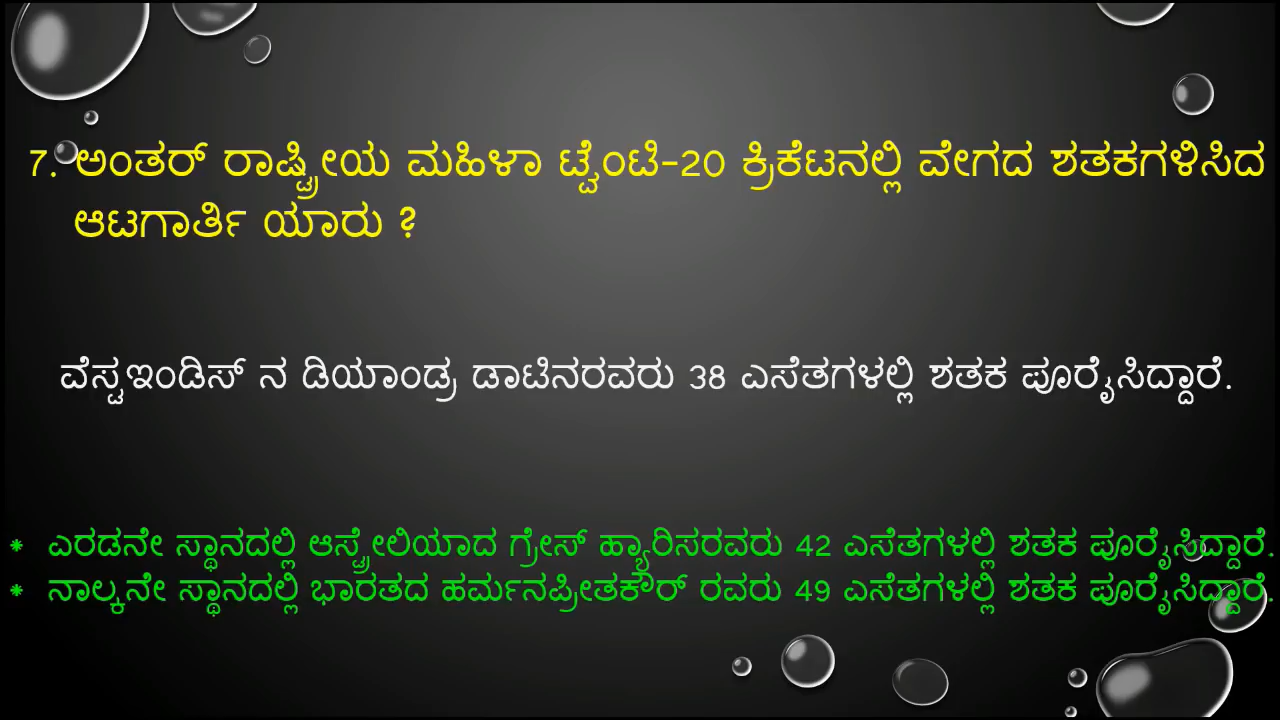 7. ಅಂತರ್ ರಾಷ್ಟ್ರೀಯ ಮಹಿಳಾ ಟ್ವೆಂಟಿ-20 ಕ್ರಿಕೆಟನಲ್ಲಿ ವೇಗದ ಶತಕಗಳಿಸಿದ
ಆಟಗಾರ್ತಿ ಯಾರು ?
ವೆಸ್ಟಇಂಡಿಸ್ ನ ಡಿಯಾಂಡ್ರ ಡಾಟಿನರವರು 38 ಎಸೆತಗಳಲ್ಲಿ ಶತಕ ಪೂರೈಸಿದ್ದಾರೆ.
* ಎರಡನೇ ಸ್ಥಾನದಲ್ಲಿ ಆಸ್ಟ್ರೇಲಿಯಾದ ಗ್ರೇಸ್ ಹ್ಯಾರಿಸರವರು 42 ಎಸೆತಗಳಲ್ಲಿ ಶತಕ ಪೂರೈಸಿದ್ದಾರೆ.
* ನಾಲ್ಕನೇ ಸ್ಥಾನದಲ್ಲಿ ಭಾರತದ ಹರ್ಮನಪ್ರೀತಕೌರ್ ರವರು 49 ಎಸೆತಗಳಲ್ಲಿ ಶತಕ ಪೂರೈಸಿದ್ದಾರೆ.